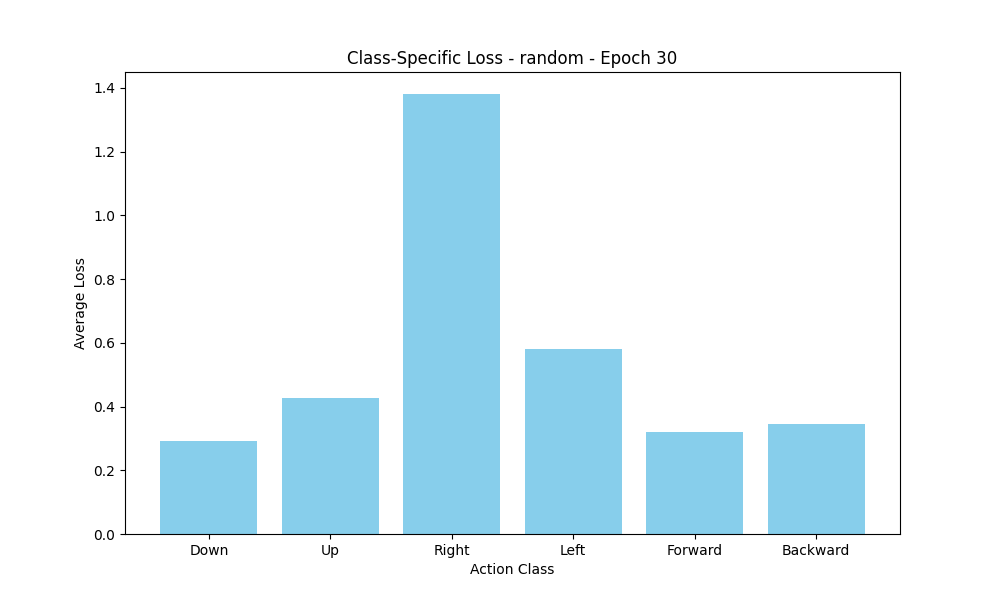 Class-Specific Loss - random - Epoch 30
1.4
1.2
1.0
0.8
0.6
0.4
0.2
0.0
Average Loss
Down Up Right Left Forward Backward
Action Class